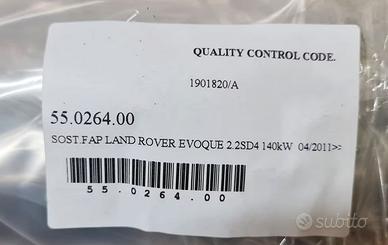 QUALITY CONTROL CODE.
1901820/A
55.0264.00
SOST.FAP LAND ROVER EVOQUE 2.2SD4 140kW 04/2011>>
55.0264.00
subito